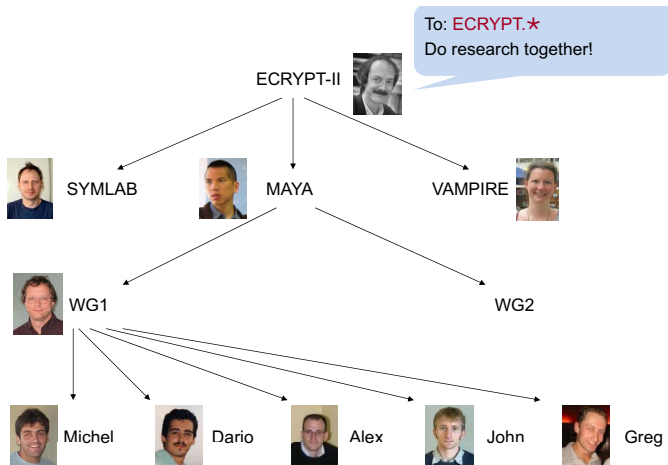 To: ECRYPT.*
Do research together!
ECRYPT-II
SYMLAB
MAYA
VAMPIRE
WG1
WG2
Michel
Dario
Alex
John
Greg